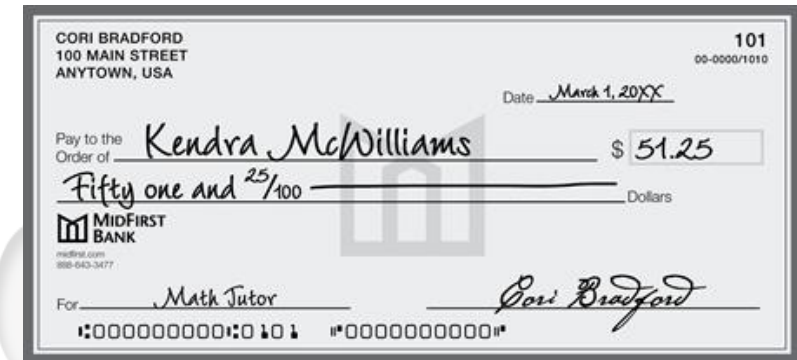 CORI BRADFORD
100 MAIN STREET
ANYTOWN, USA
101
00-0000/1010
Date March 1, 20XX
Pay to the
Order of Kendra McWilliams $ 51.25
Fifty one and 25/100 Dollars
MIDFIRST
BANK
midfirst.com
888-643-3477
For Math Tutor Cori Bradford
⑆000000000⑆0101 ⑈0000000000⑈